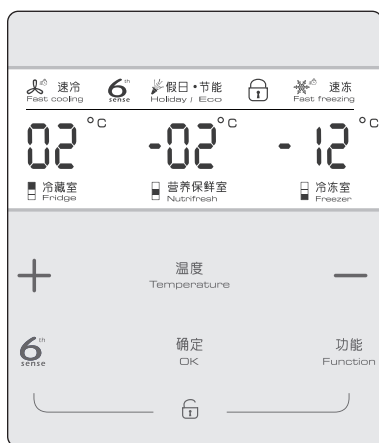 速冷 6th sense 假日·节能 速冻
Fast cooling Holiday / Eco Fast freezing
02°C -02°C -12°C
冷藏室 营养保鲜室 冷冻室
Fridge Nutrifresh Freezer
+ 温度 —
Temperature
6th sense 确定 功能
OK Function